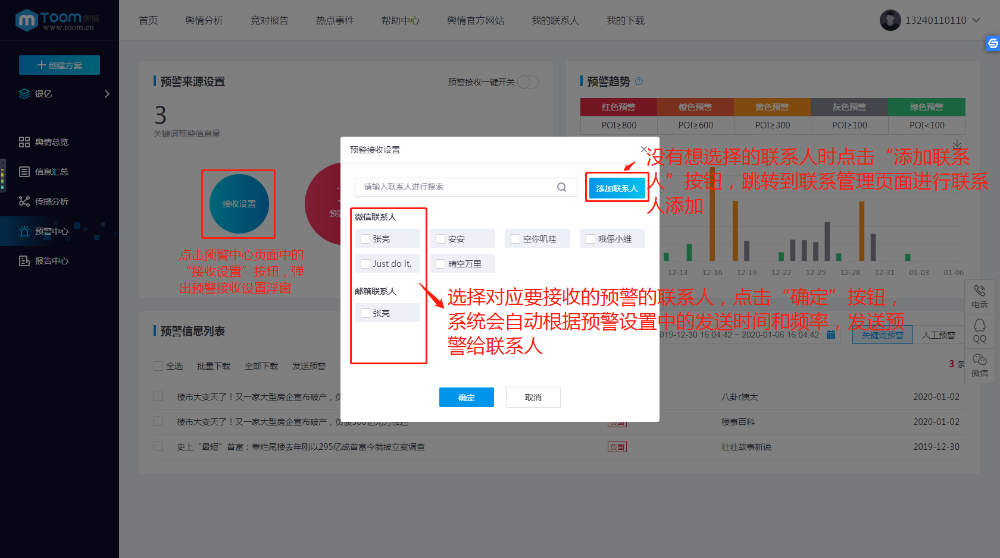 Toom舆情
www.toom.cn
首页
舆情分析
竞对报告
热点事件
帮助中心
舆情官方网站
我的联系人
我的下载
13240110110
创建方案
银亿
舆情总览
信息汇总
传播分析
预警中心
报告中心
预警来源设置
预警接收一键开关
3
关键词预警信息量
接收设置
点击预警中心页面中的
“接收设置”按钮，弹
出预警接收设置浮窗
预警趋势
红色预警 橙色预警 黄色预警 灰色预警 绿色预警
POI≥800 POI≥600 POI≥300 POI≥100 POI<100
预警接收设置
请输入联系人进行搜索
添加联系人
没有想选择的联系人时点击“添加联系
人”按钮，跳转到联系管理页面进行联系
人添加
微信联系人
张亮 安安 空你叽哇 哦係小維
Just do it. 晴空万里
邮箱联系人
张亮
选择对应要接收的预警的联系人，点击“确定”按钮，
系统会自动根据预警设置中的发送时间和频率，发送预
警给联系人
确定
取消
12-13 12-16 12-19 12-22 12-25 12-28 12-31 01-03 01-06
电话
QQ
微信
预警信息列表
019-12-30 16:04:42 ~ 2020-01-06 16:04:42
关键词预警
人工预警
全选 批量下载 全部下载 发送预警
3 条
楼市大变天了！又一家大型房企宣布破产，负 八卦r姨太 2020-01-02
楼市大变天了！又一家大型房企宣布破产，负债500亿无力偿还 负面 楼事百科 2020-01-02
史上“最短”首富：靠烂尾楼去年刚以295亿成首富今就被立案调查 负面 壮壮故事新说 2019-12-30